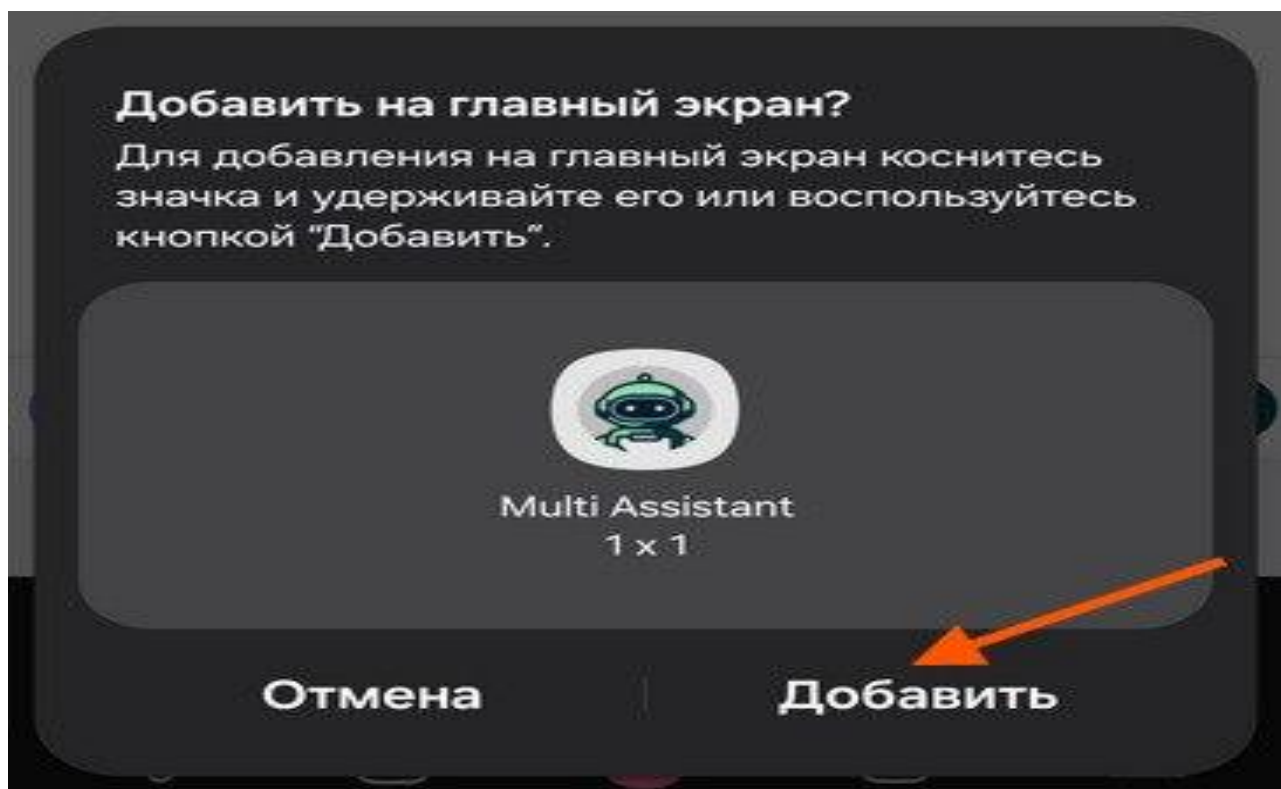 Добавить на главный экран?
Для добавления на главный экран коснитесь
значка и удерживайте его или воспользуйтесь
кнопкой “Добавить“.
Multi Assistant
1 x 1
Отмена
Добавить